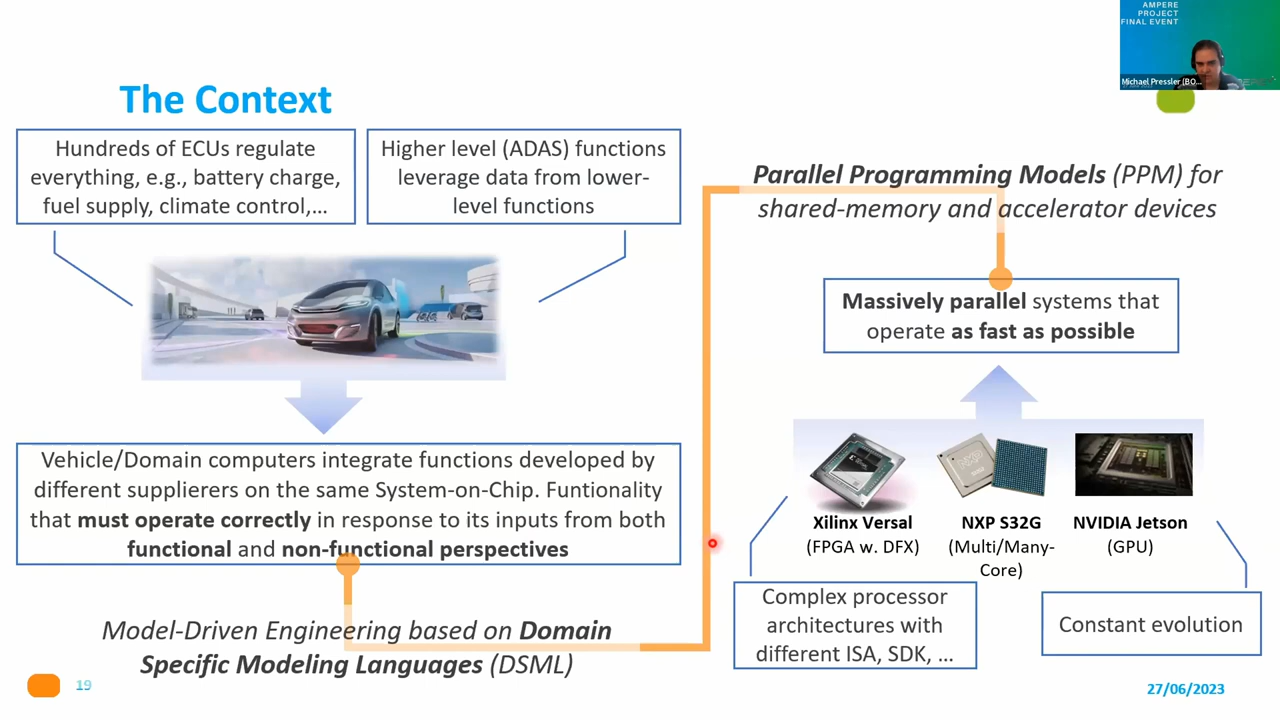 AMPERE
PROJECT
FINAL EVENT
Michael Pressler (BO...
The Context
Hundreds of ECUs regulate
everything, e.g., battery charge,
fuel supply, climate control,...
Higher level (ADAS) functions
leverage data from lower-
level functions
Vehicle/Domain computers integrate functions developed by
different supplierers on the same System-on-Chip. Funtionality
that must operate correctly in response to its inputs from both
functional and non-functional perspectives
Model-Driven Engineering based on Domain
Specific Modeling Languages (DSML)
Parallel Programming Models (PPM) for
shared-memory and accelerator devices
Massively parallel systems that
operate as fast as possible
Xilinx Versal
(FPGA w. DFX)
NXP S32G
(Multi/Many-
Core)
NVIDIA Jetson
(GPU)
Complex processor
architectures with
different ISA, SDK, ...
Constant evolution
19
27/06/2023